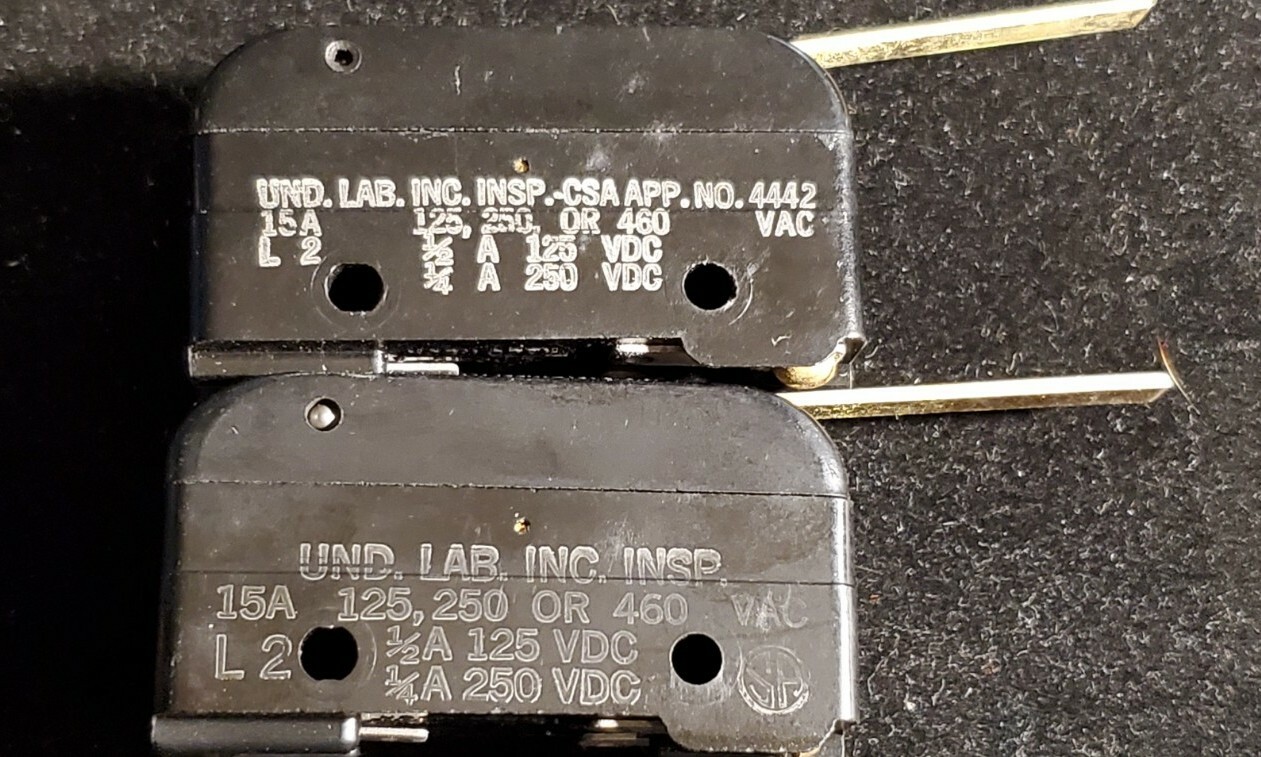 UND. LAB. INC. INSP.-CSA APP. NO. 4442
15A 125, 250, OR 460 VAC
L 2 ½ A 125 VDC
¼ A 250 VDC
UND. LAB. INC. INSP.
15A 125, 250 OR 460 VAC
L 2 ½ A 125 VDC
¼ A 250 VDC